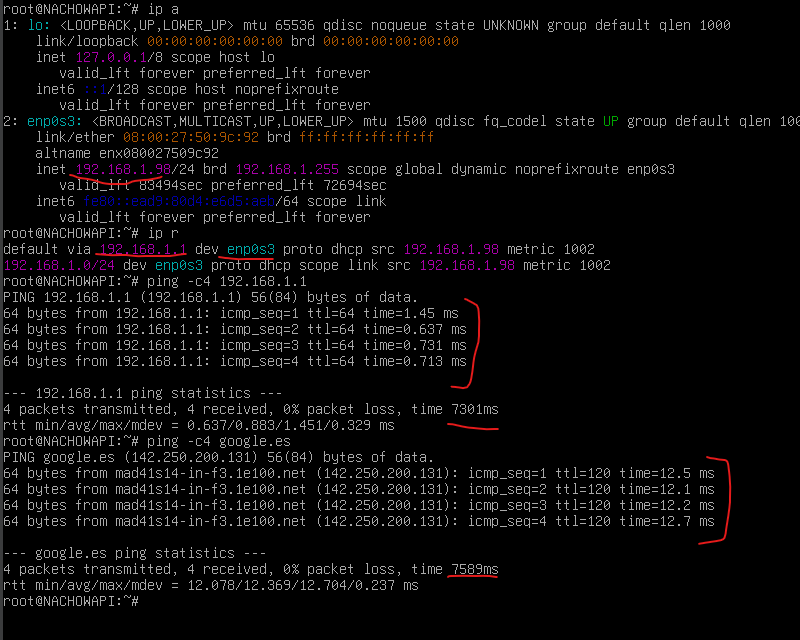 root@NACHOWAPI:~# ip a
1: lo: <LOOPBACK,UP,LOWER_UP> mtu 65536 qdisc noqueue state UNKNOWN group default qlen 1000
link/loopback 00:00:00:00:00:00 brd 00:00:00:00:00:00
inet 127.0.0.1/8 scope host lo
valid_lft forever preferred_lft forever
inet6 ::1/128 scope host noprefixroute
valid_lft forever preferred_lft forever
2: enp0s3: <BROADCAST,MULTICAST,UP,LOWER_UP> mtu 1500 qdisc fq_codel state UP group default qlen 100
link/ether 08:00:27:50:9c:92 brd ff:ff:ff:ff:ff:ff
altname enx080027509c92
inet 192.168.1.98/24 brd 192.168.1.255 scope global dynamic noprefixroute enp0s3
valid_lft 83494sec preferred_lft 72694sec
inet6 fe80::ead9:80d4:e6d5:aeb/64 scope link
valid_lft forever preferred_lft forever
root@NACHOWAPI:~# ip r
default via 192.168.1.1 dev enp0s3 proto dhcp src 192.168.1.98 metric 1002
192.168.1.0/24 dev enp0s3 proto dhcp scope link src 192.168.1.98 metric 1002
root@NACHOWAPI:~# ping -c4 192.168.1.1
PING 192.168.1.1 (192.168.1.1) 56(84) bytes of data.
64 bytes from 192.168.1.1: icmp_seq=1 ttl=64 time=1.45 ms
64 bytes from 192.168.1.1: icmp_seq=2 ttl=64 time=0.637 ms
64 bytes from 192.168.1.1: icmp_seq=3 ttl=64 time=0.731 ms
64 bytes from 192.168.1.1: icmp_seq=4 ttl=64 time=0.713 ms
--- 192.168.1.1 ping statistics ---
4 packets transmitted, 4 received, 0% packet loss, time 7301ms
rtt min/avg/max/mdev = 0.637/0.883/1.451/0.329 ms
root@NACHOWAPI:~# ping -c4 google.es
PING google.es (142.250.200.131) 56(84) bytes of data.
64 bytes from mad41s14-in-f3.1e100.net (142.250.200.131): icmp_seq=1 ttl=120 time=12.5 ms
64 bytes from mad41s14-in-f3.1e100.net (142.250.200.131): icmp_seq=2 ttl=120 time=12.1 ms
64 bytes from mad41s14-in-f3.1e100.net (142.250.200.131): icmp_seq=3 ttl=120 time=12.2 ms
64 bytes from mad41s14-in-f3.1e100.net (142.250.200.131): icmp_seq=4 ttl=120 time=12.7 ms
--- google.es ping statistics ---
4 packets transmitted, 4 received, 0% packet loss, time 7589ms
rtt min/avg/max/mdev = 12.078/12.369/12.704/0.237 ms
root@NACHOWAPI:~#